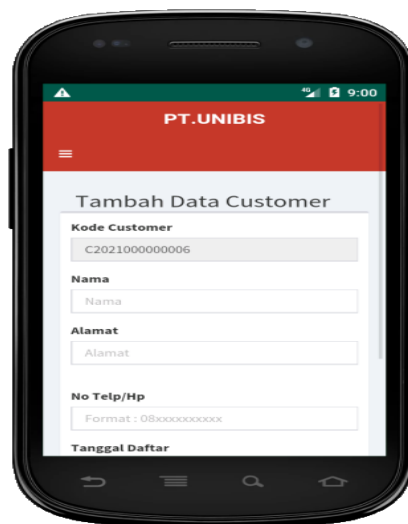 4G 9:00
PT.UNIBIS
Tambah Data Customer
Kode Customer
C2021000000006
Nama
Nama
Alamat
Alamat
No Telp/Hp
Format : 08xxxxxxxxxx
Tanggal Daftar